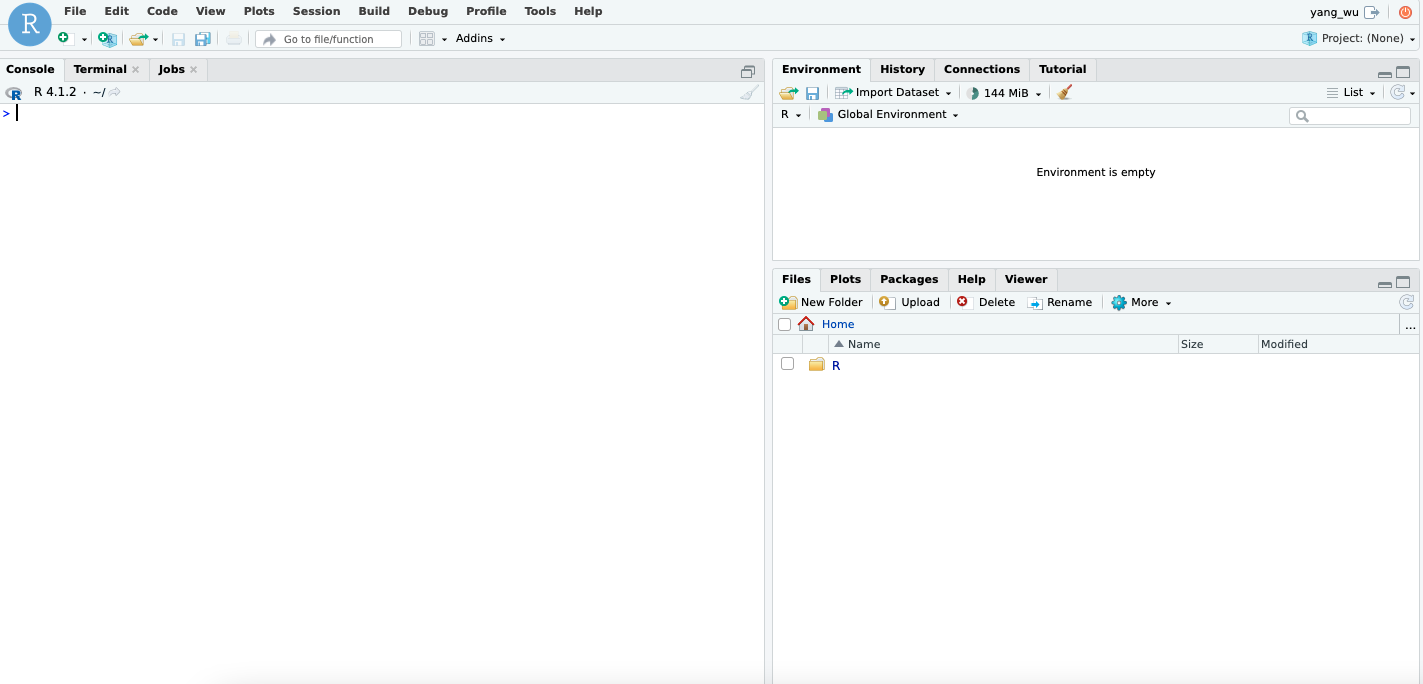 R
File Edit Code View Plots Session Build Debug Profile Tools Help
yang_wu
R
Go to file/function
Addins
R Project: (None)
Console Terminal × Jobs ×
R R 4.1.2 · ~/
>
Environment History Connections Tutorial
Import Dataset 144 MiB List
R Global Environment
Environment is empty
Files Plots Packages Help Viewer
New Folder Upload Delete Rename More
Home ...
Name Size Modified
R